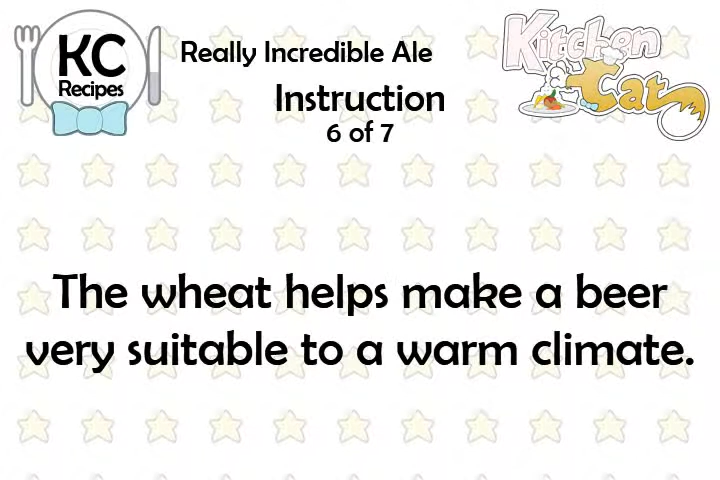 KC
Recipes
Really Incredible Ale
Instruction
6 of 7
Kitchen
Cat
The wheat helps make a beer
very suitable to a warm climate.